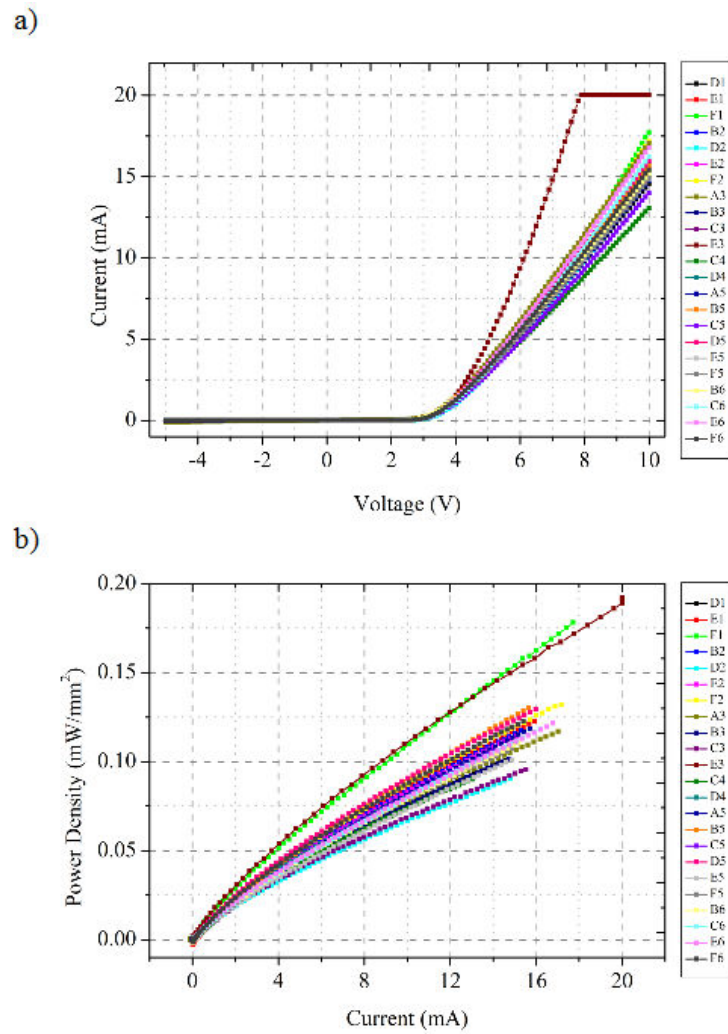 a)
20
15
10
5
0
Current (mA)
-4 -2 0 2 4 6 8 10
Voltage (V)
D1
E1
F1
B2
D2
E2
F2
A3
B3
C3
E3
C4
D4
A5
B5
C5
D5
E5
F5
B6
C6
E6
F6
b)
0.20
0.15
0.10
0.05
0.00
Power Density (mW/mm²)
0 4 8 12 16 20
Current (mA)
D1
E1
F1
B2
D2
E2
F2
A3
B3
C3
E3
C4
D4
A5
B5
C5
D5
E5
F5
B6
C6
E6
F6